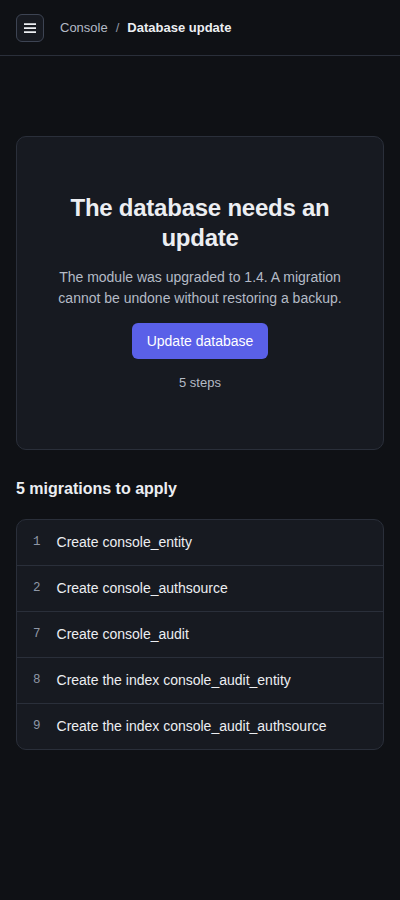 Console / Database update
The database needs an
update
The module was upgraded to 1.4. A migration
cannot be undone without restoring a backup.
Update database
5 steps
5 migrations to apply
1 Create console_entity
2 Create console_authsource
7 Create console_audit
8 Create the index console_audit_entity
9 Create the index console_audit_authsource